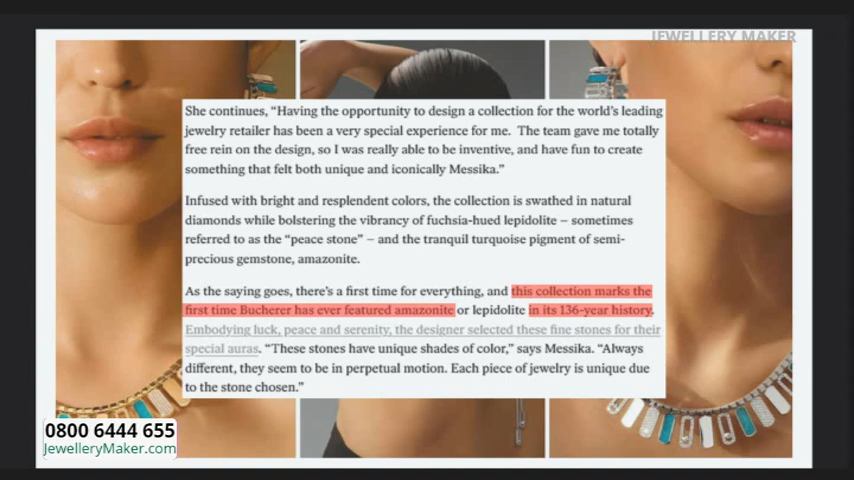 JEWELLERY MAKER
She continues, “Having the opportunity to design a collection for the world’s leading
jewelry retailer has been a very special experience for me. The team gave me totally
free rein on the design, so I was really able to be inventive, and have fun to create
something that felt both unique and iconically Messika.”
Infused with bright and resplendent colors, the collection is swathed in natural
diamonds while bolstering the vibrancy of fuchsia-hued lepidolite – sometimes
referred to as the “peace stone” – and the tranquil turquoise pigment of semi-
precious gemstone, amazonite.
As the saying goes, there’s a first time for everything, and this collection marks the
first time Bucherer has ever featured amazonite or lepidolite in its 136-year history.
Embodying luck, peace and serenity, the designer selected these fine stones for their
special auras. “These stones have unique shades of color,” says Messika. “Always
different, they seem to be in perpetual motion. Each piece of jewelry is unique due
to the stone chosen.”
0800 6444 655
JewelleryMaker.com